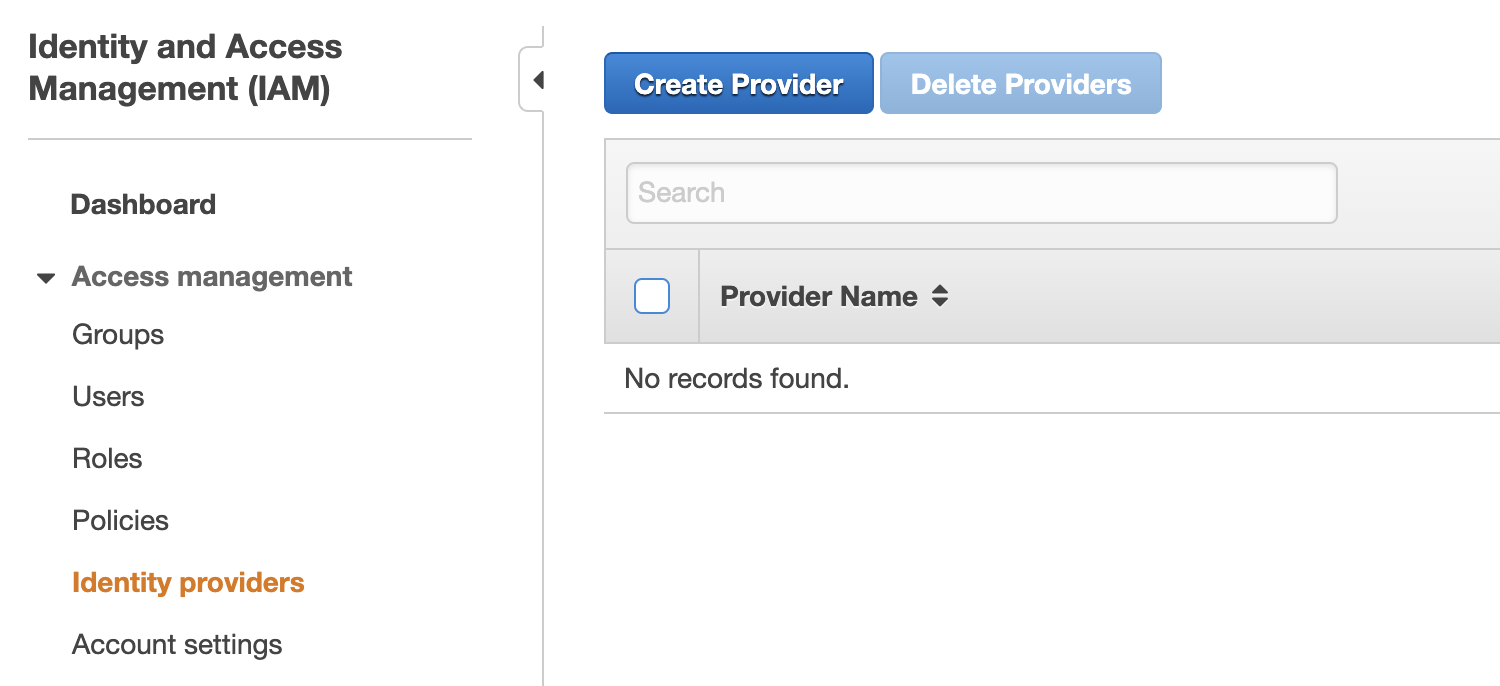 Identity and Access
Management (IAM)
Dashboard
Access management
Groups
Users
Roles
Policies
Identity providers
Account settings
Create Provider
Delete Providers
Search
Provider Name
No records found.